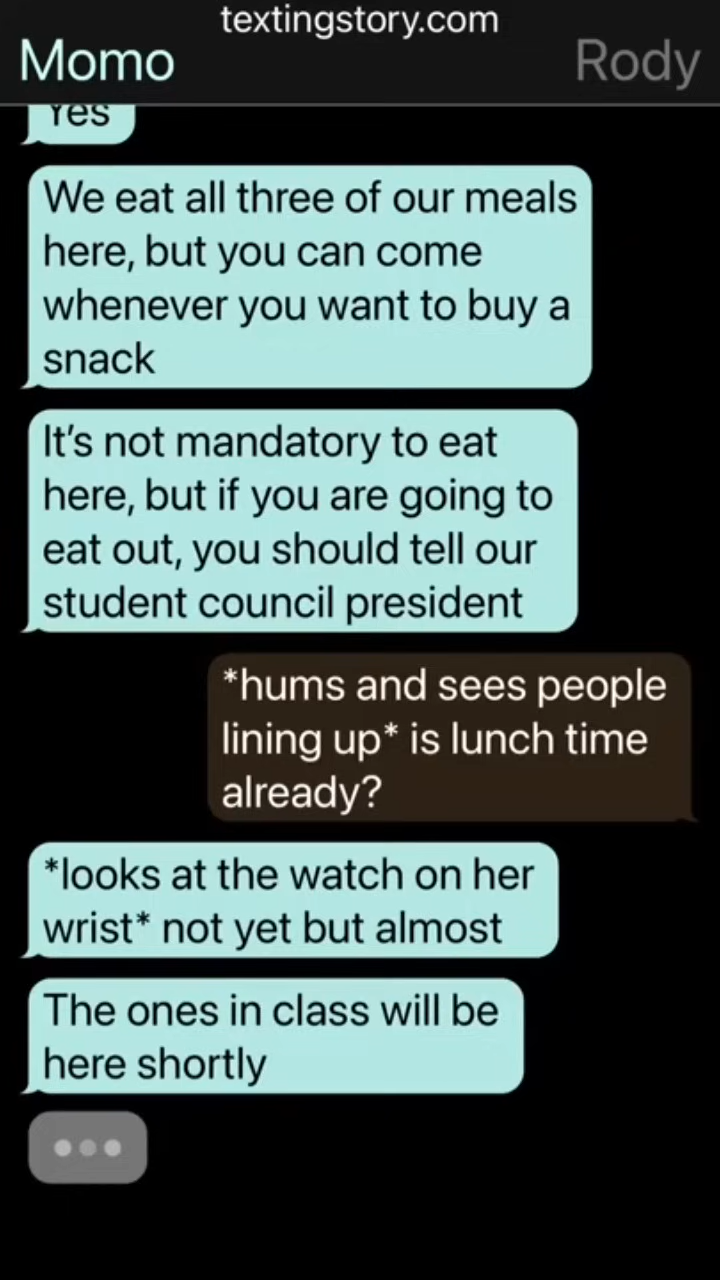 textingstory.com
Momo
Rody
Yes
We eat all three of our meals
here, but you can come
whenever you want to buy a
snack
It’s not mandatory to eat
here, but if you are going to
eat out, you should tell our
student council president
*hums and sees people
lining up* is lunch time
already?
*looks at the watch on her
wrist* not yet but almost
The ones in class will be
here shortly